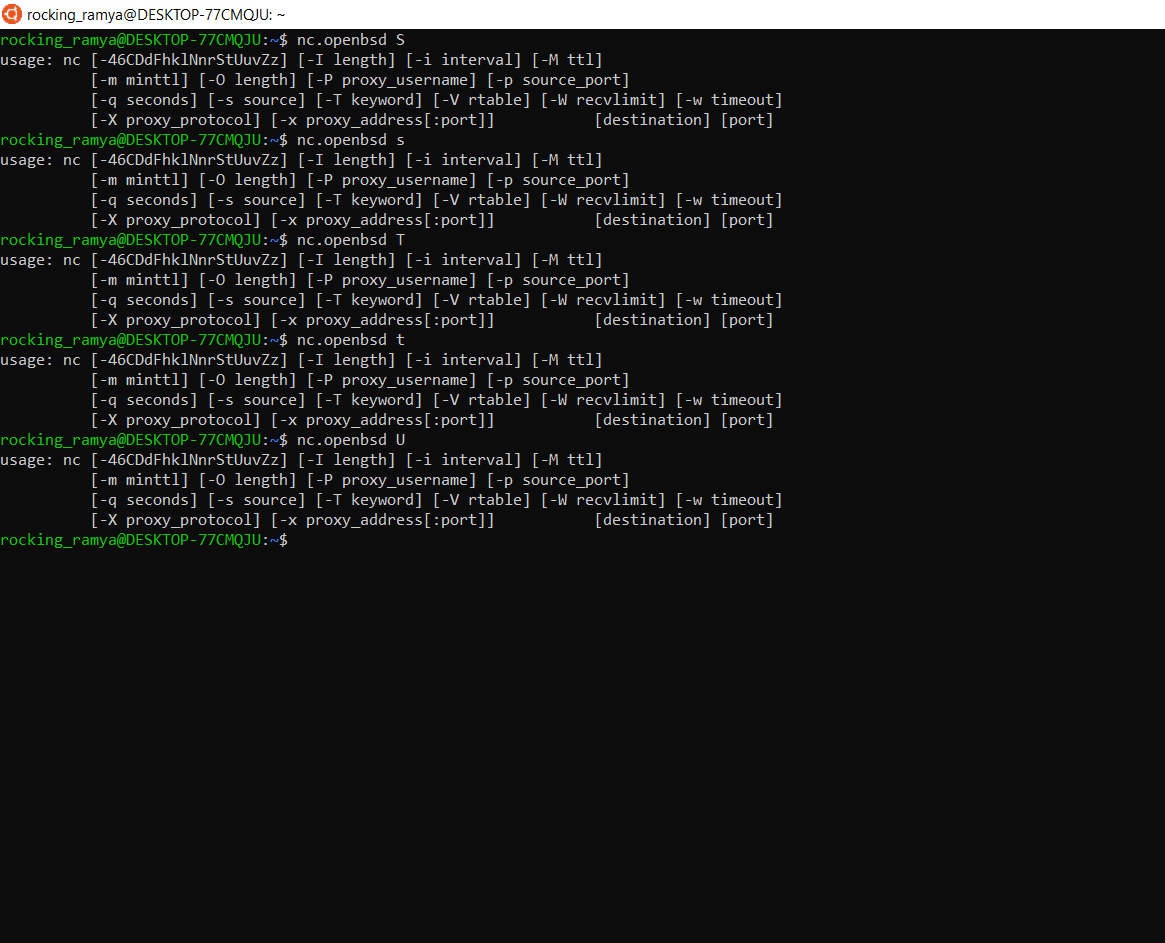 rocking_ramya@DESKTOP-77CMQJU: ~
rocking_ramya@DESKTOP-77CMQJU:~$ nc.openbsd S
usage: nc [-46CDdFhklNnrStUuvZz] [-I length] [-i interval] [-M ttl]
          [-m minttl] [-O length] [-P proxy_username] [-p source_port]
          [-q seconds] [-s source] [-T keyword] [-V rtable] [-W recvlimit] [-w timeout]
          [-X proxy_protocol] [-x proxy_address[:port]]           [destination] [port]
rocking_ramya@DESKTOP-77CMQJU:~$ nc.openbsd s
usage: nc [-46CDdFhklNnrStUuvZz] [-I length] [-i interval] [-M ttl]
          [-m minttl] [-O length] [-P proxy_username] [-p source_port]
          [-q seconds] [-s source] [-T keyword] [-V rtable] [-W recvlimit] [-w timeout]
          [-X proxy_protocol] [-x proxy_address[:port]]           [destination] [port]
rocking_ramya@DESKTOP-77CMQJU:~$ nc.openbsd T
usage: nc [-46CDdFhklNnrStUuvZz] [-I length] [-i interval] [-M ttl]
          [-m minttl] [-O length] [-P proxy_username] [-p source_port]
          [-q seconds] [-s source] [-T keyword] [-V rtable] [-W recvlimit] [-w timeout]
          [-X proxy_protocol] [-x proxy_address[:port]]           [destination] [port]
rocking_ramya@DESKTOP-77CMQJU:~$ nc.openbsd t
usage: nc [-46CDdFhklNnrStUuvZz] [-I length] [-i interval] [-M ttl]
          [-m minttl] [-O length] [-P proxy_username] [-p source_port]
          [-q seconds] [-s source] [-T keyword] [-V rtable] [-W recvlimit] [-w timeout]
          [-X proxy_protocol] [-x proxy_address[:port]]           [destination] [port]
rocking_ramya@DESKTOP-77CMQJU:~$ nc.openbsd U
usage: nc [-46CDdFhklNnrStUuvZz] [-I length] [-i interval] [-M ttl]
          [-m minttl] [-O length] [-P proxy_username] [-p source_port]
          [-q seconds] [-s source] [-T keyword] [-V rtable] [-W recvlimit] [-w timeout]
          [-X proxy_protocol] [-x proxy_address[:port]]           [destination] [port]
rocking_ramya@DESKTOP-77CMQJU:~$